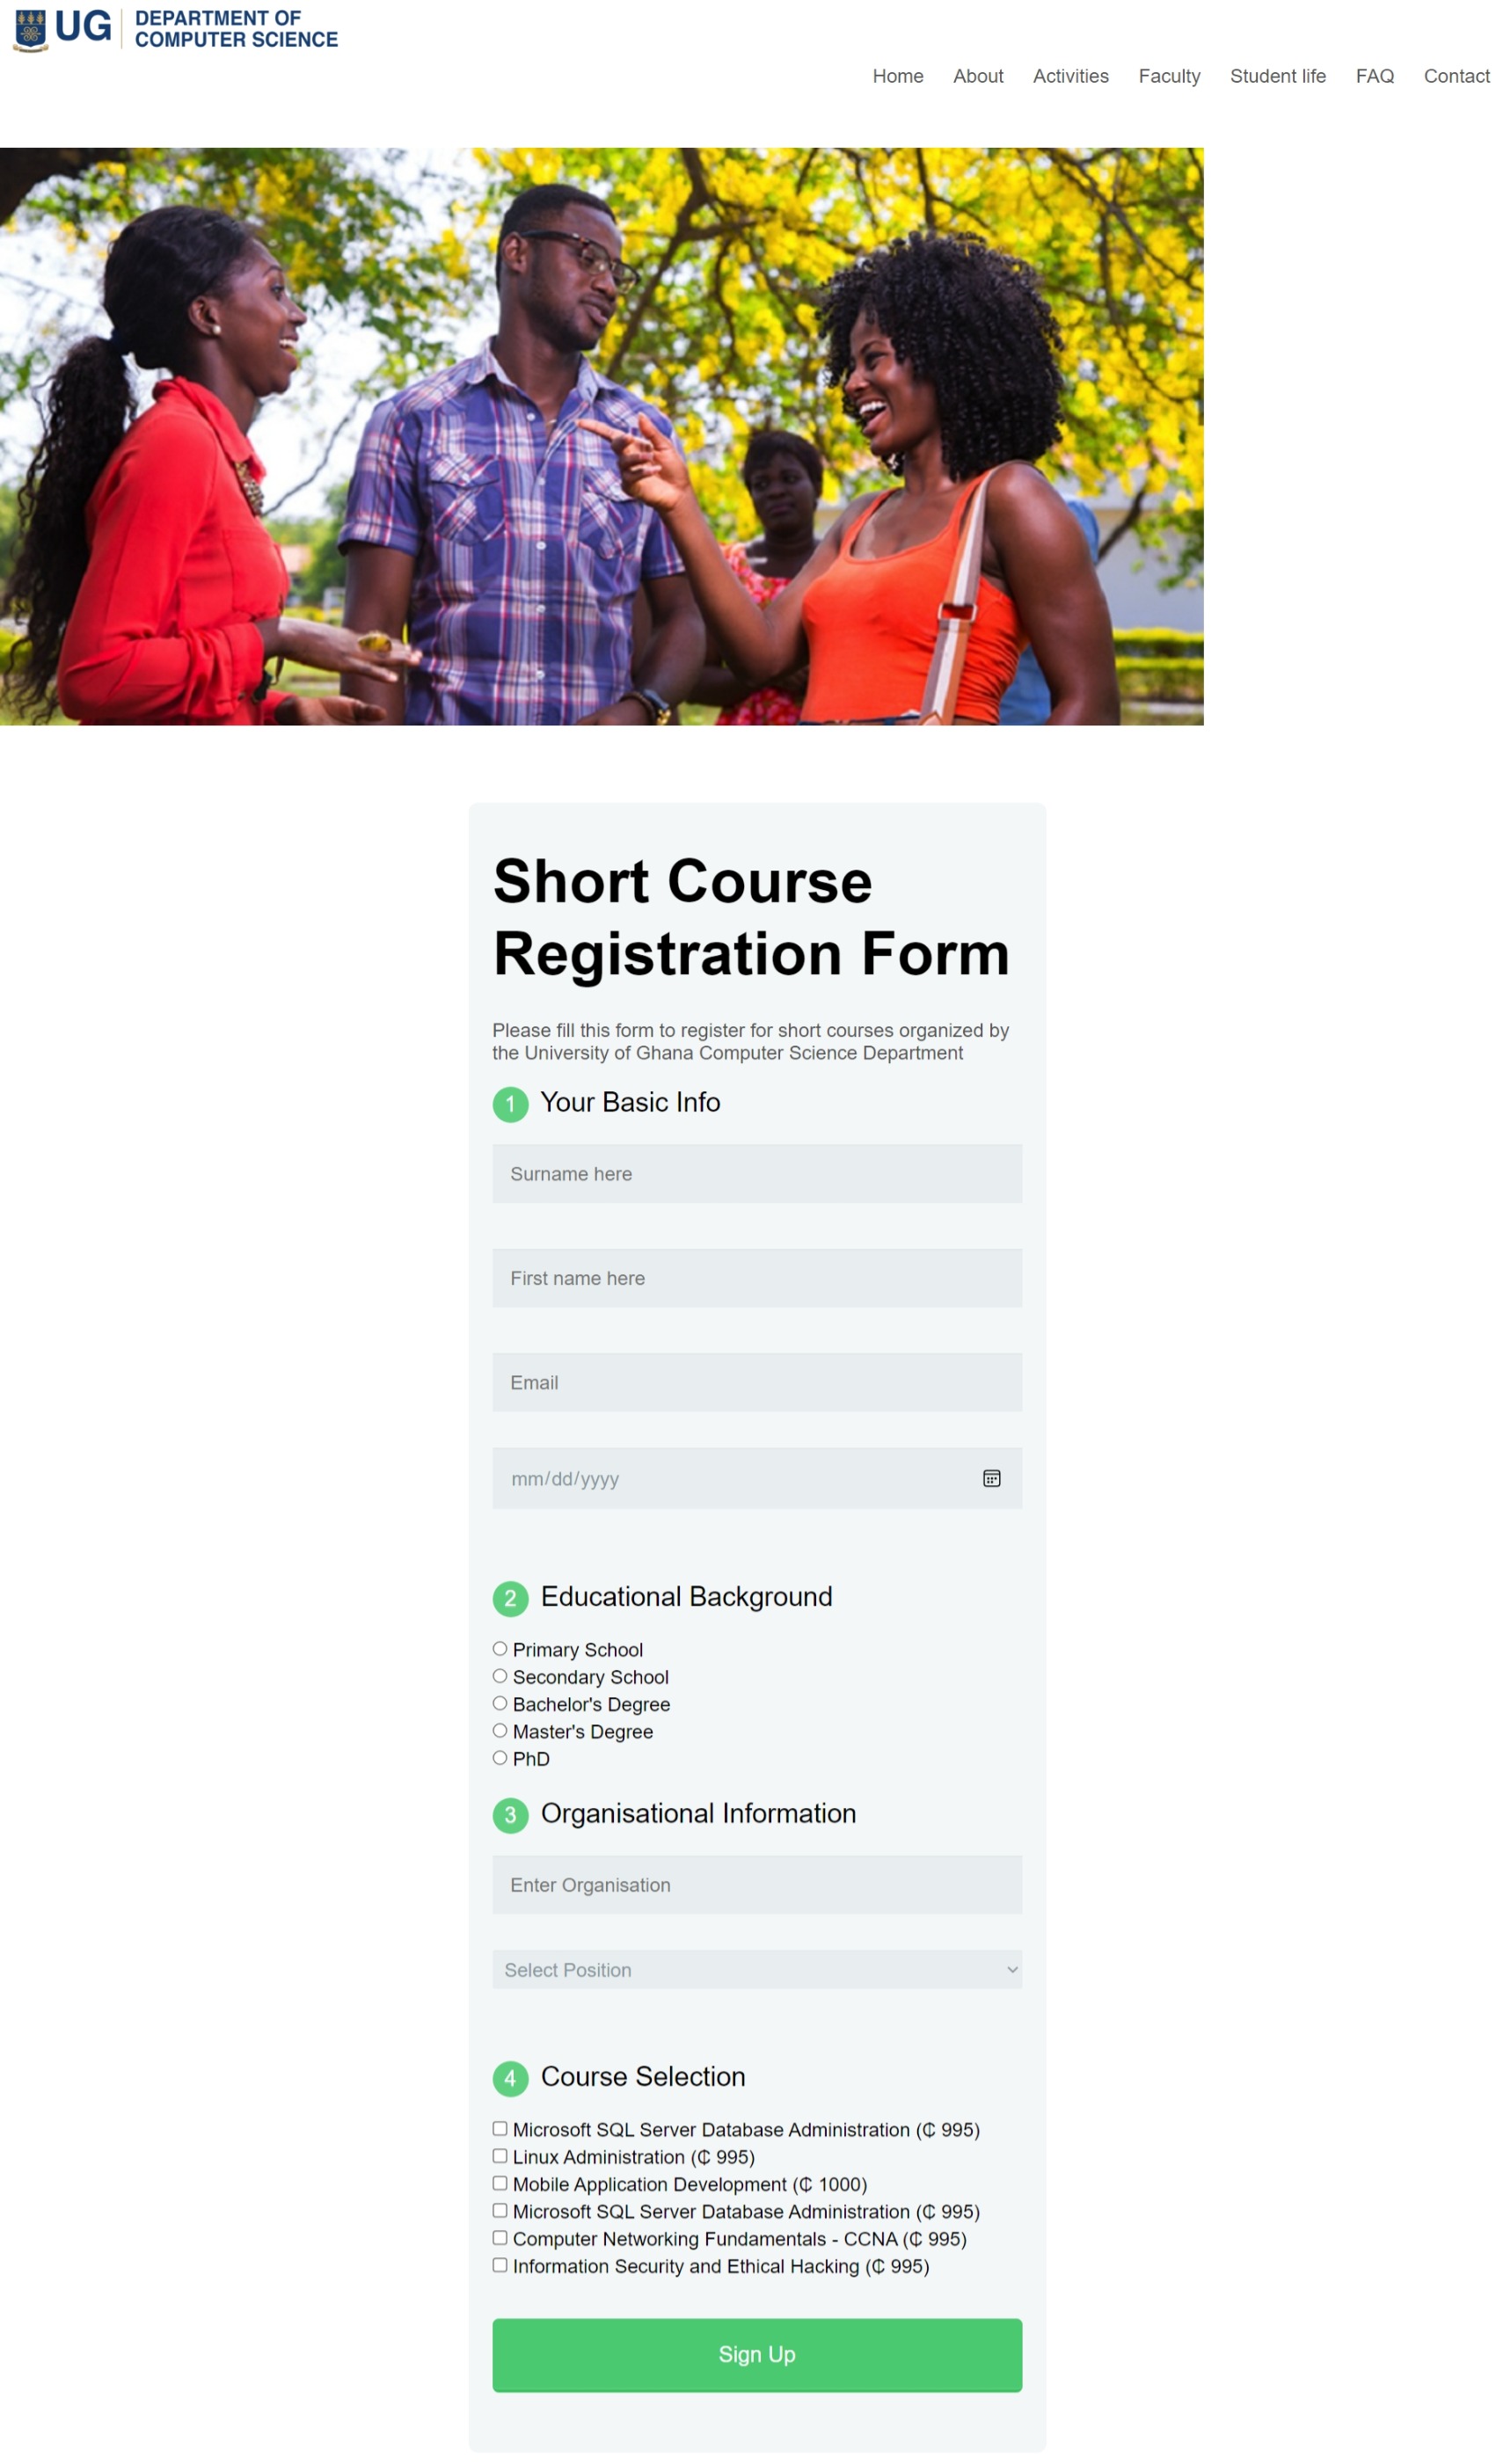 UG
DEPARTMENT OF
COMPUTER SCIENCE
Home About Activities Faculty Student life FAQ Contact
Short Course
Registration Form
Please fill this form to register for short courses organized by
the University of Ghana Computer Science Department
1 Your Basic Info
Surname here
First name here
Email
mm/dd/yyyy
2 Educational Background
Primary School
Secondary School
Bachelor's Degree
Master's Degree
PhD
3 Organisational Information
Enter Organisation
Select Position
4 Course Selection
Microsoft SQL Server Database Administration (₵ 995)
Linux Administration (₵ 995)
Mobile Application Development (₵ 1000)
Microsoft SQL Server Database Administration (₵ 995)
Computer Networking Fundamentals - CCNA (₵ 995)
Information Security and Ethical Hacking (₵ 995)
Sign Up